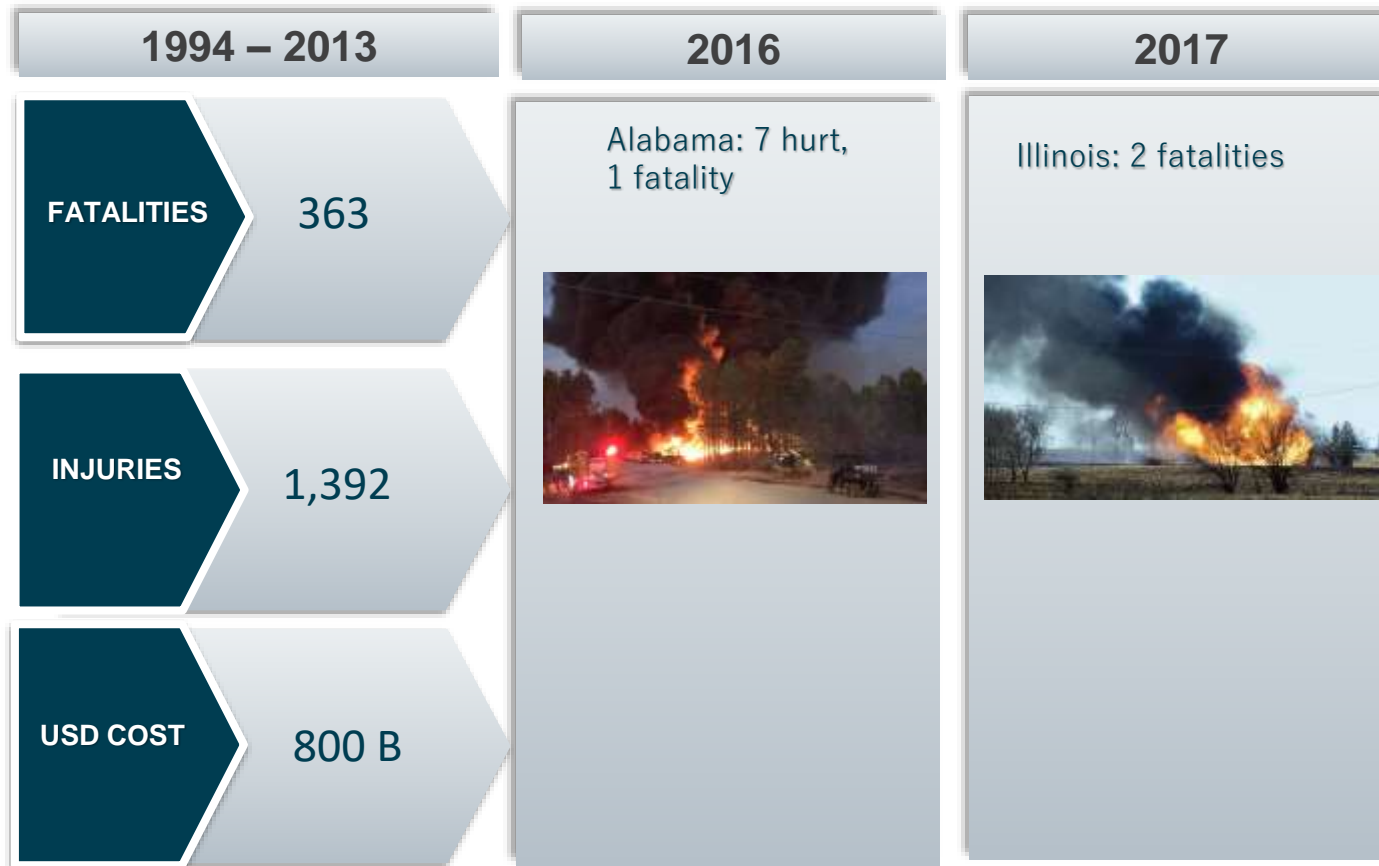 1994 – 2013
FATALITIES
363
INJURIES
1,392
USD COST
800 B
2016
Alabama: 7 hurt,
1 fatality
2017
Illinois: 2 fatalities